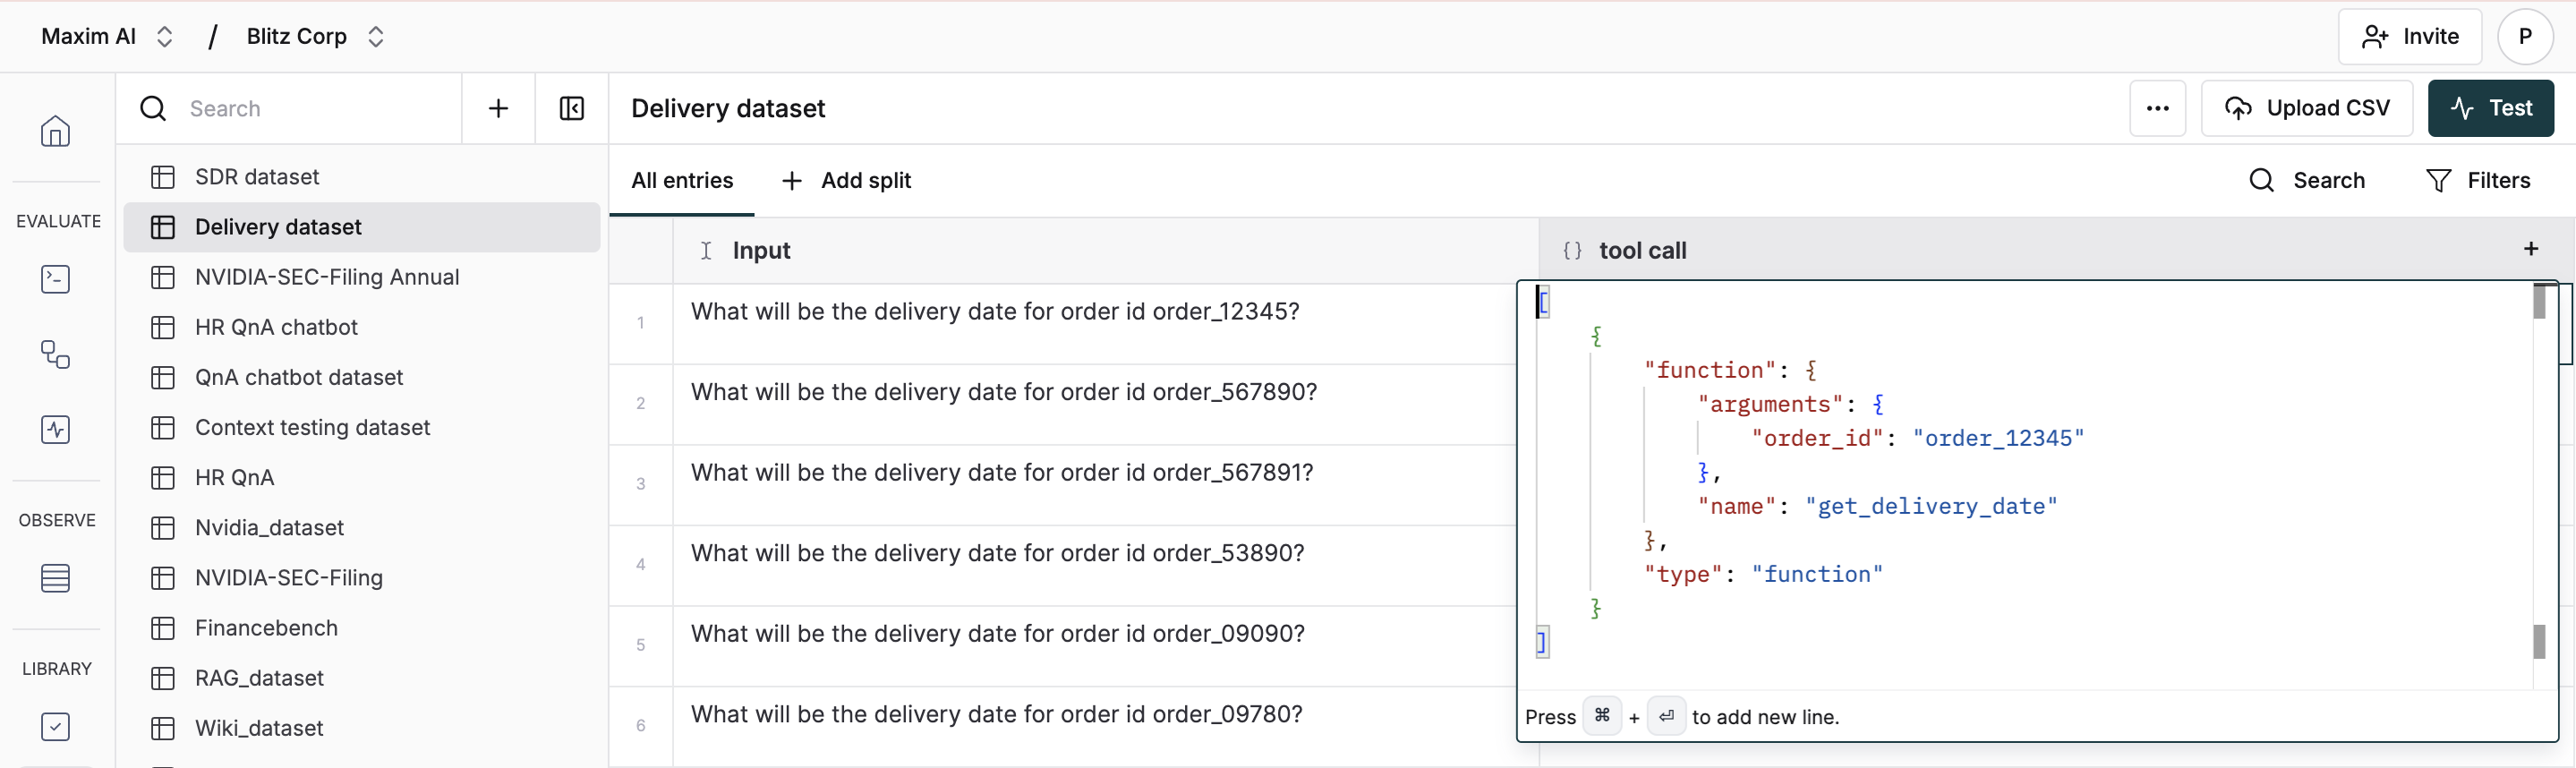 Maxim AI / Blitz Corp
Invite
P
Search
Delivery dataset
Upload CSV
Test
EVALUATE
OBSERVE
LIBRARY
SDR dataset
Delivery dataset
NVIDIA-SEC-Filing Annual
HR QnA chatbot
QnA chatbot dataset
Context testing dataset
HR QnA
Nvidia_dataset
NVIDIA-SEC-Filing
Financebench
RAG_dataset
Wiki_dataset
All entries
+ Add split
Search
Filters
Input
{} tool call +
1 What will be the delivery date for order id order_12345?
2 What will be the delivery date for order id order_567890?
3 What will be the delivery date for order id order_567891?
4 What will be the delivery date for order id order_53890?
5 What will be the delivery date for order id order_09090?
6 What will be the delivery date for order id order_09780?
[
{
"function": {
"arguments": {
"order_id": "order_12345"
},
"name": "get_delivery_date"
},
"type": "function"
}
]
Press ⌘ + ⏎ to add new line.